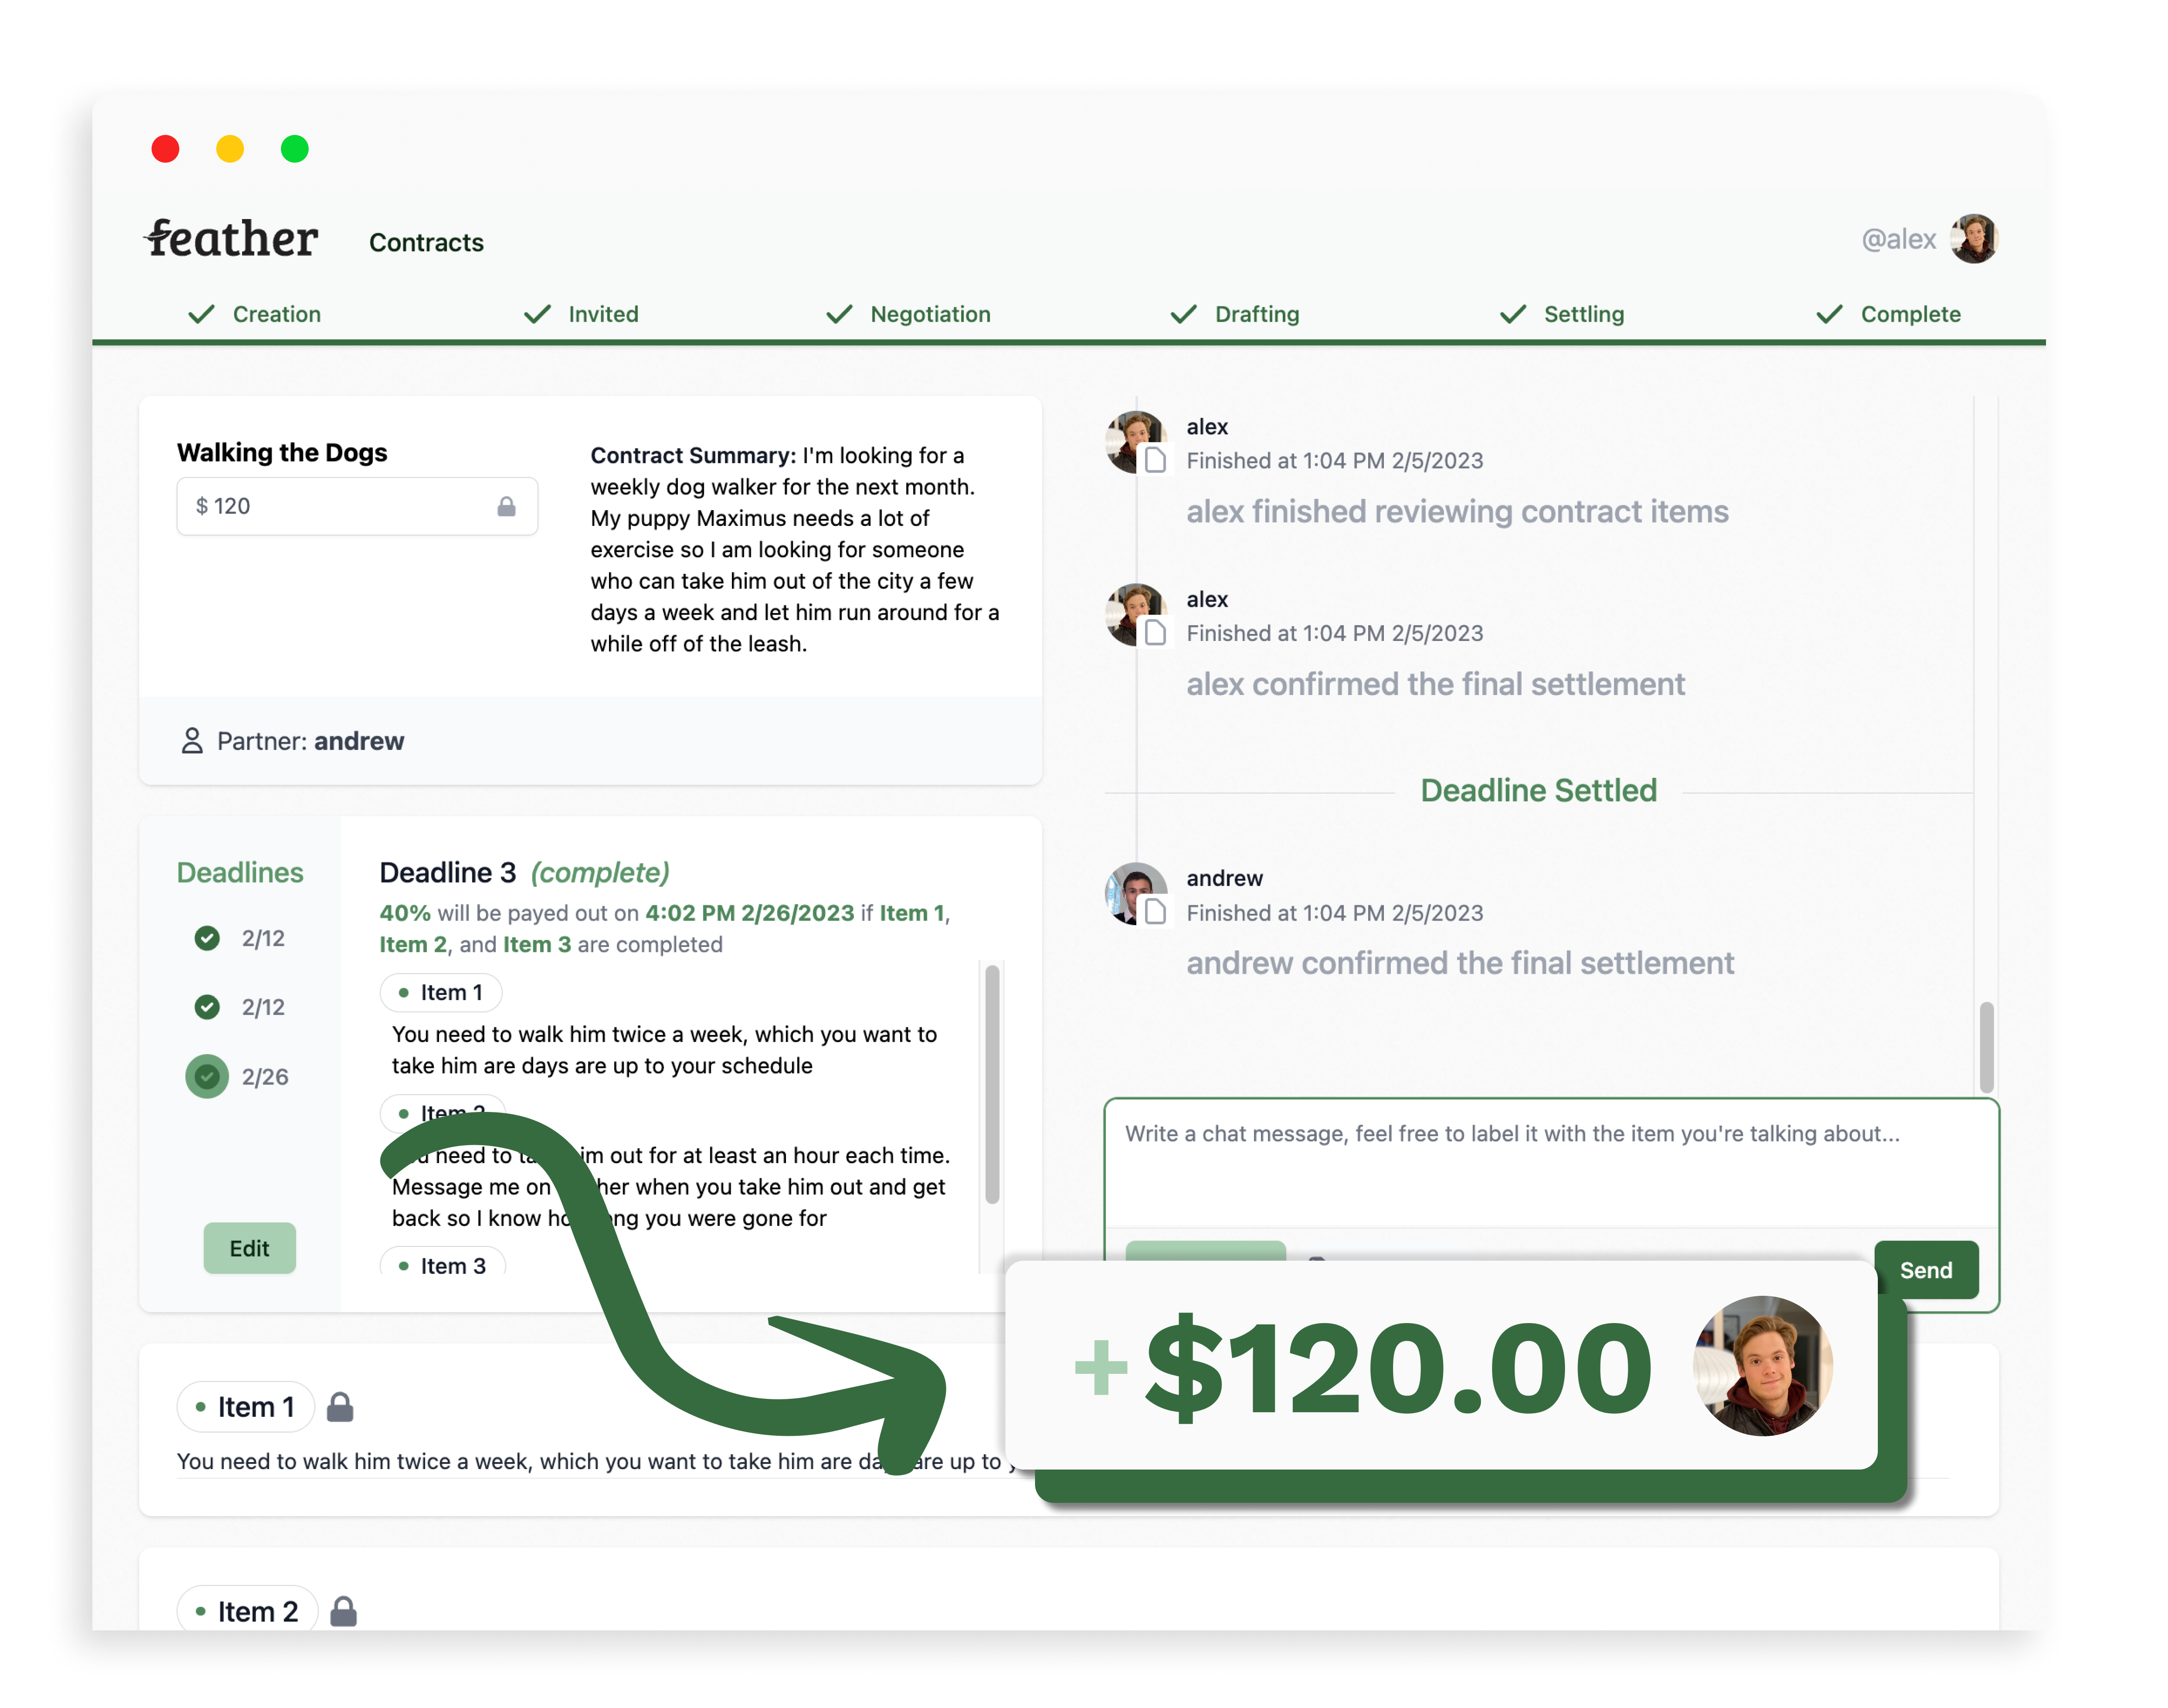 feather
Contracts
@alex
Creation
Invited
Negotiation
Drafting
Settling
Complete
Walking the Dogs
$ 120
Contract Summary: I'm looking for a
weekly dog walker for the next month.
My puppy Maximus needs a lot of
exercise so I am looking for someone
who can take him out of the city a few
days a week and let him run around for a
while off of the leash.
Partner: andrew
Deadlines
2/12
2/12
2/26
Edit
Deadline 3 (complete)
40% will be payed out on 4:02 PM 2/26/2023 if Item 1,
Item 2, and Item 3 are completed
Item 1
You need to walk him twice a week, which you want to
take him are days are up to your schedule
Item 2
need to him out for at least an hour each time.
Message me on when you take him out and get
back so I know you were gone for
Item 3
alex
Finished at 1:04 PM 2/5/2023
alex finished reviewing contract items
alex
Finished at 1:04 PM 2/5/2023
alex confirmed the final settlement
Deadline Settled
andrew
Finished at 1:04 PM 2/5/2023
andrew confirmed the final settlement
Write a chat message, feel free to label it with the item you're talking about...
Send
+$120.00
Item 1
You need to walk him twice a week, which you want to take him are days are up to
Item 2